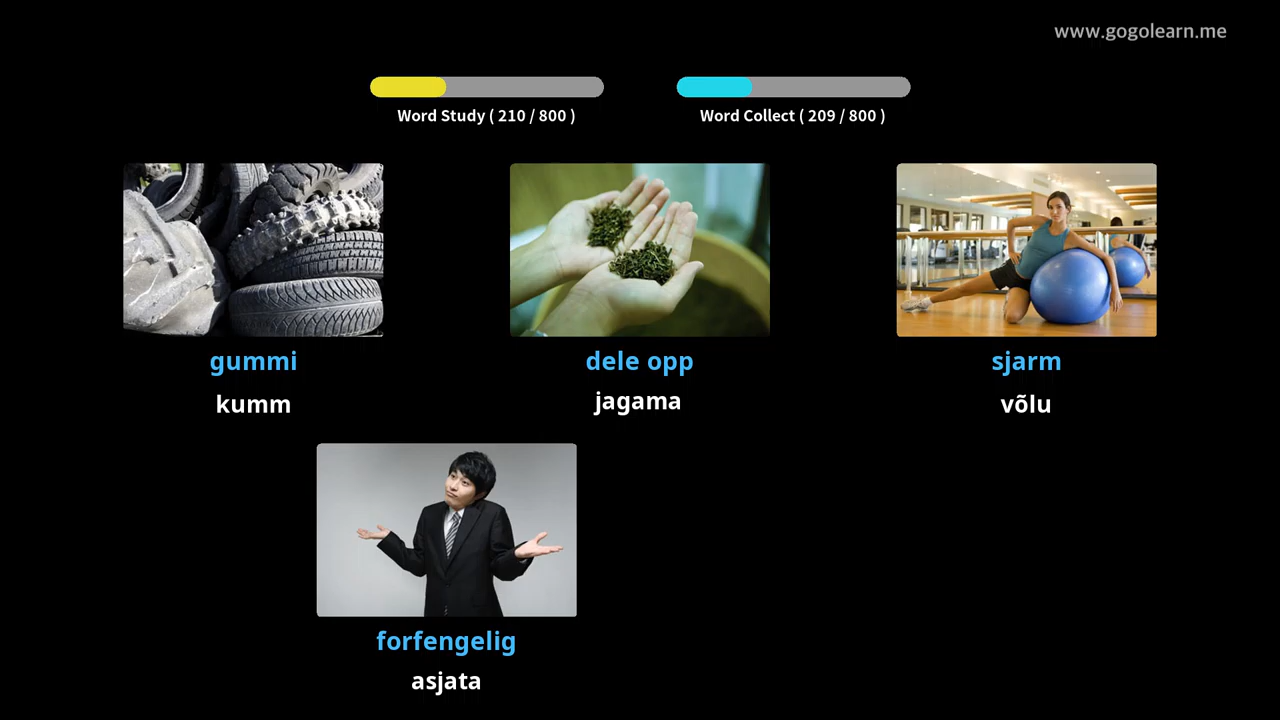 www.gogolearn.me
Word Study ( 210 / 800 )
Word Collect ( 209 / 800 )
gummi
kumm
dele opp
jagama
sjarm
võlu
forfengelig
asjata